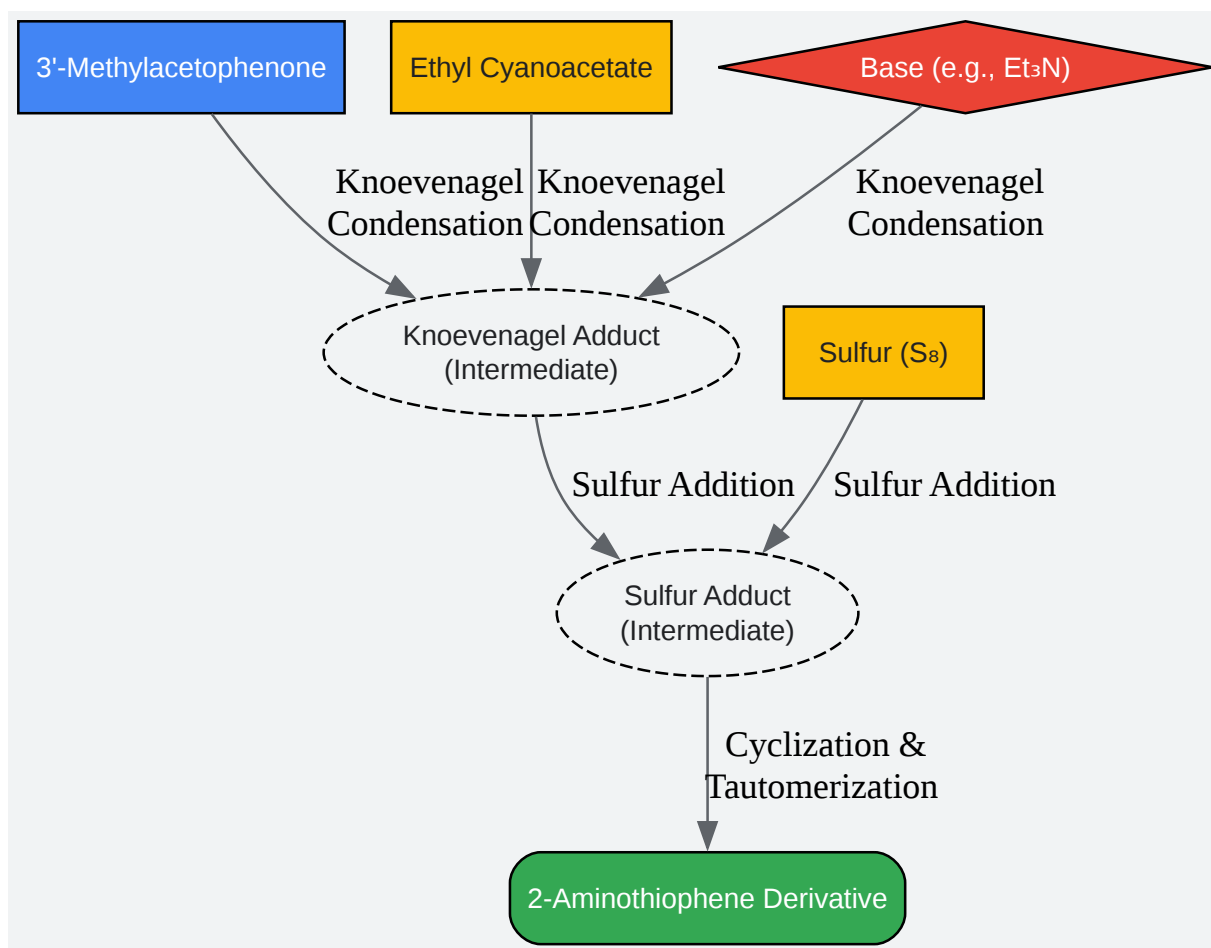 3'-Methylacetophenone
Ethyl Cyanoacetate
Base (e.g., Et₃N)
Knoevenagel
Condensation
Knoevenagel
Condensation
Knoevenagel
Condensation
Knoevenagel Adduct
(Intermediate)
Sulfur (S₈)
Sulfur Addition
Sulfur Addition
Sulfur Adduct
(Intermediate)
Cyclization &
Tautomerization
2-Aminothiophene Derivative